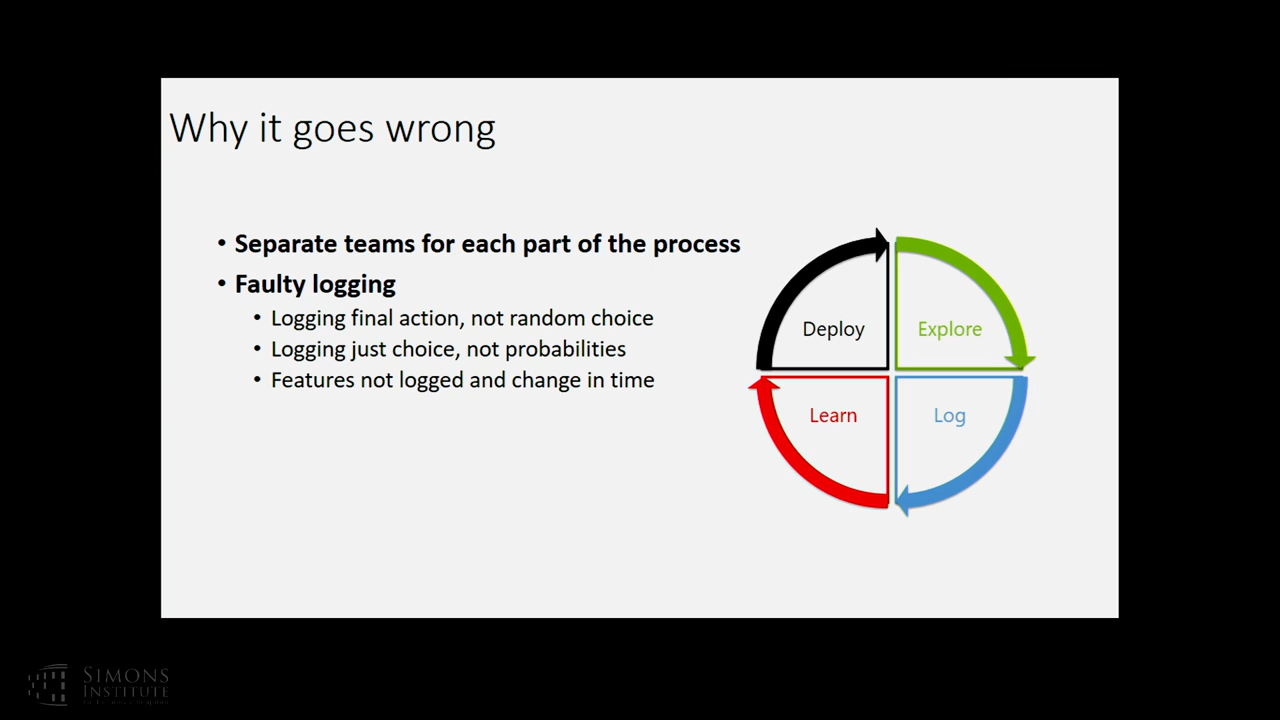 Why it goes wrong
• Separate teams for each part of the process
• Faulty logging
• Logging final action, not random choice
• Logging just choice, not probabilities
• Features not logged and change in time
Deploy
Explore
Learn
Log
SIMONS
INSTITUTE